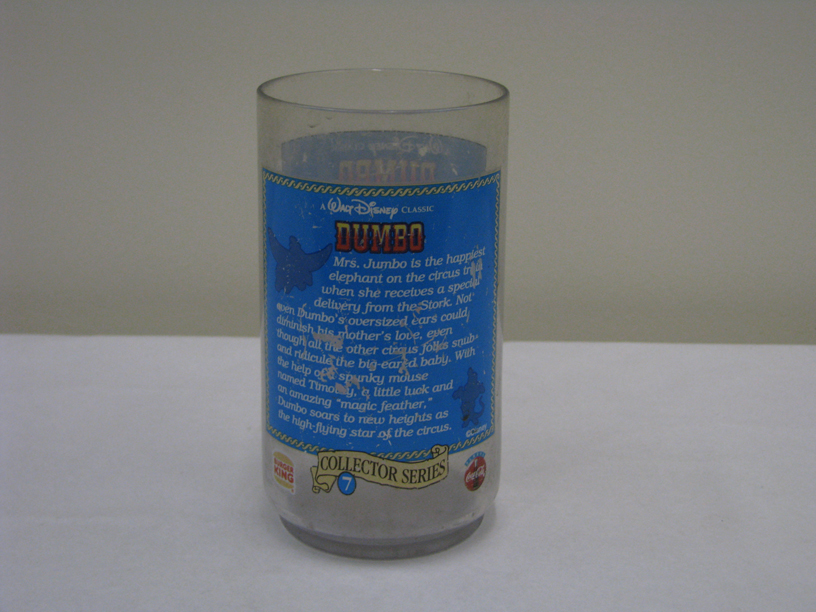 A Walt Disney CLASSIC
DUMBO
Mrs. Jumbo is the happiest
elephant on the circus
when she receives a special
delivery from the Stork. Not
even Dumbo's oversized ears could
diminish his mother's love, even
though all the other circus folks snub
and ridicule the big-eared baby. With
the help of a spunky mouse
named Timothy, a little luck and
an amazing "magic feather,"
Dumbo soars to new heights as
the high-flying star of the circus.
©Disney
BURGER
KING
COLLECTOR SERIES
7
Coca-Cola